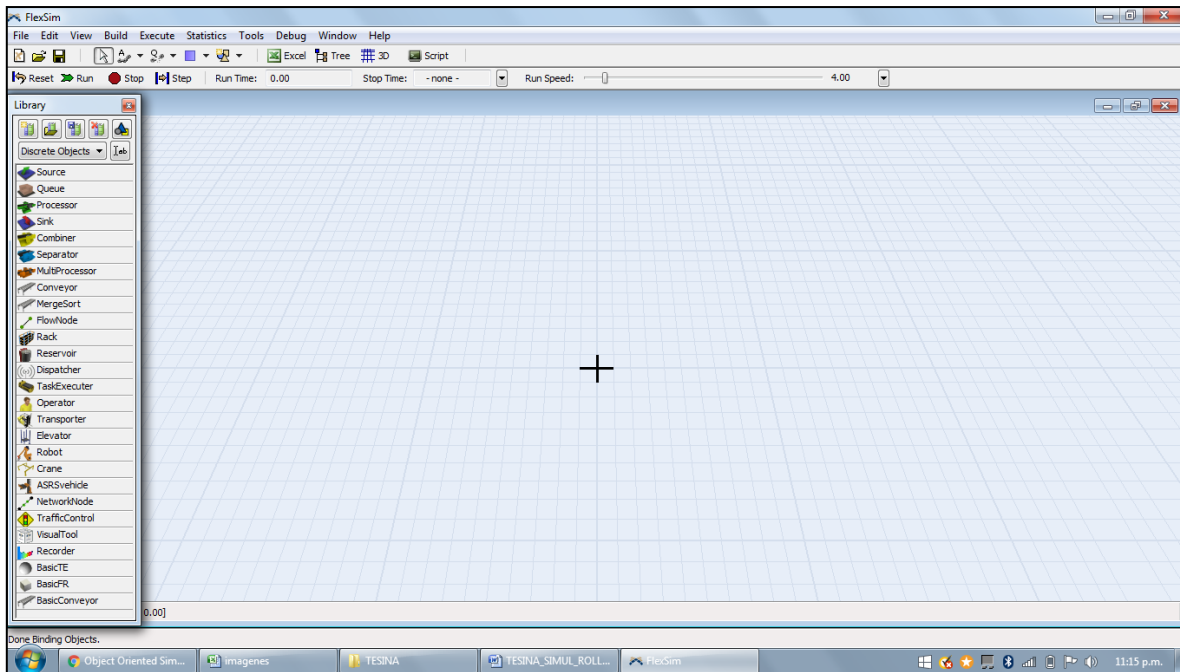 FlexSim
File Edit View Build Execute Statistics Tools Debug Window Help
Excel Tree 3D Script
Reset Run Stop Step Run Time: 0.00 Stop Time: - none - Run Speed: 4.00
Library
Discrete Objects
Source
Queue
Processor
Sink
Combiner
Separator
MultiProcessor
Conveyor
MergeSort
FlowNode
Rack
Reservoir
Dispatcher
TaskExecuter
Operator
Transporter
Elevator
Robot
Crane
ASRSvehicle
NetworkNode
TrafficControl
VisualTool
Recorder
BasicTE
BasicFR
BasicConveyor
0.00]
Done Binding Objects.
Object Oriented Sim... imagenes TESINA TESINA_SIMUL_ROLL... FlexSim 11:15 p.m.